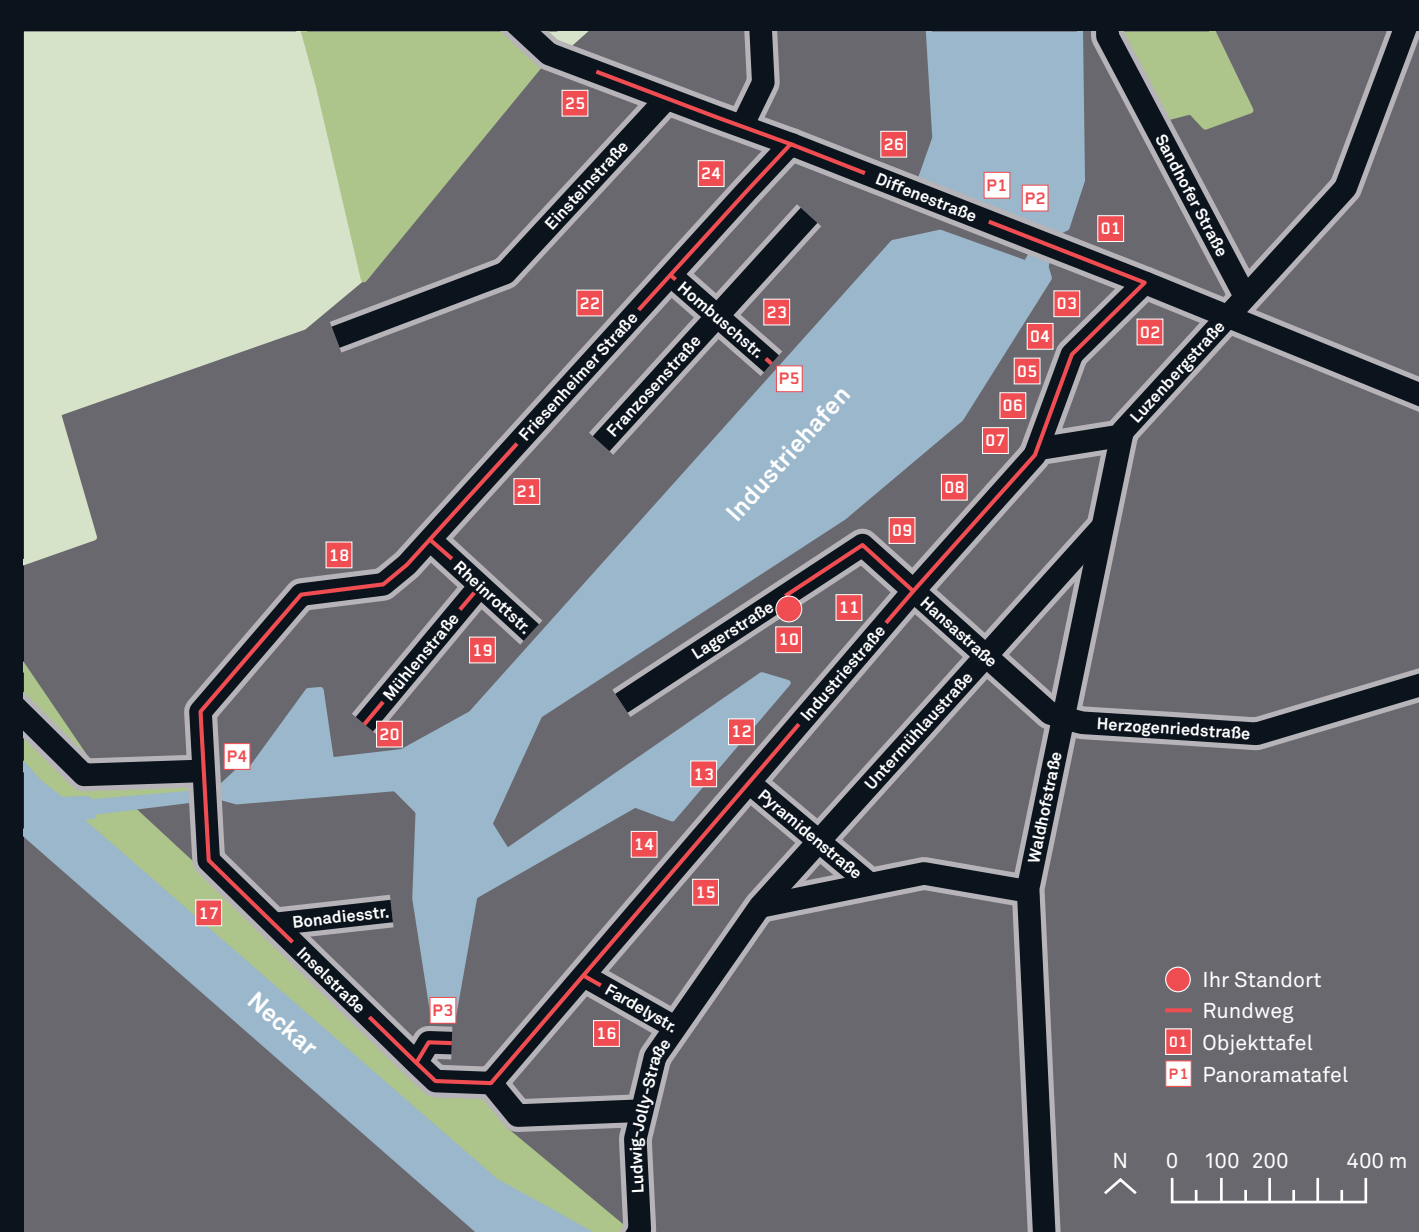 25
26
24
Einsteinstraße
Sandhofer Straße
Diffenestraße
P1
P2
01
22
Hombuschstr.
23
03
02
04
Friesenheimer Straße
Franzosenstraße
P5
05
Luzenbergstraße
06
Industriehafen
07
21
08
09
18
Rheinrottstr.
Lagerstraße
11
10
Hansastraße
Mühlenstraße
19
Industriestraße
Untermühlaustraße
20
12
Herzogenriedstraße
P4
13
Waldhofstraße
Pyramidenstraße
14
15
17
Bonadiesstr.
Inselstraße
Neckar
P3
Fardelystr.
16
Ludwig-Jolly-Straße
Ihr Standort
Rundweg
01 Objekttafel
P1 Panoramatafel
N 0 100 200 400 m